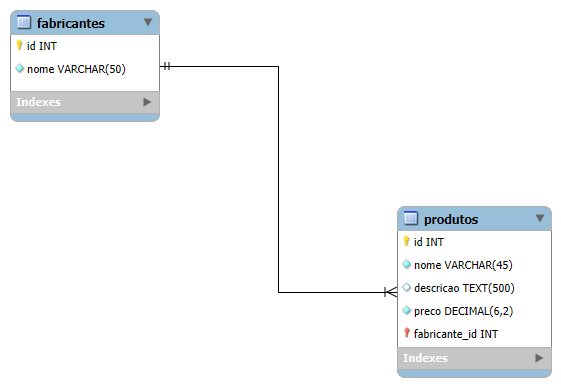 fabricantes
id INT
nome VARCHAR(50)
Indexes
produtos
id INT
nome VARCHAR(45)
descricao TEXT(500)
preco DECIMAL(6,2)
fabricante_id INT
Indexes